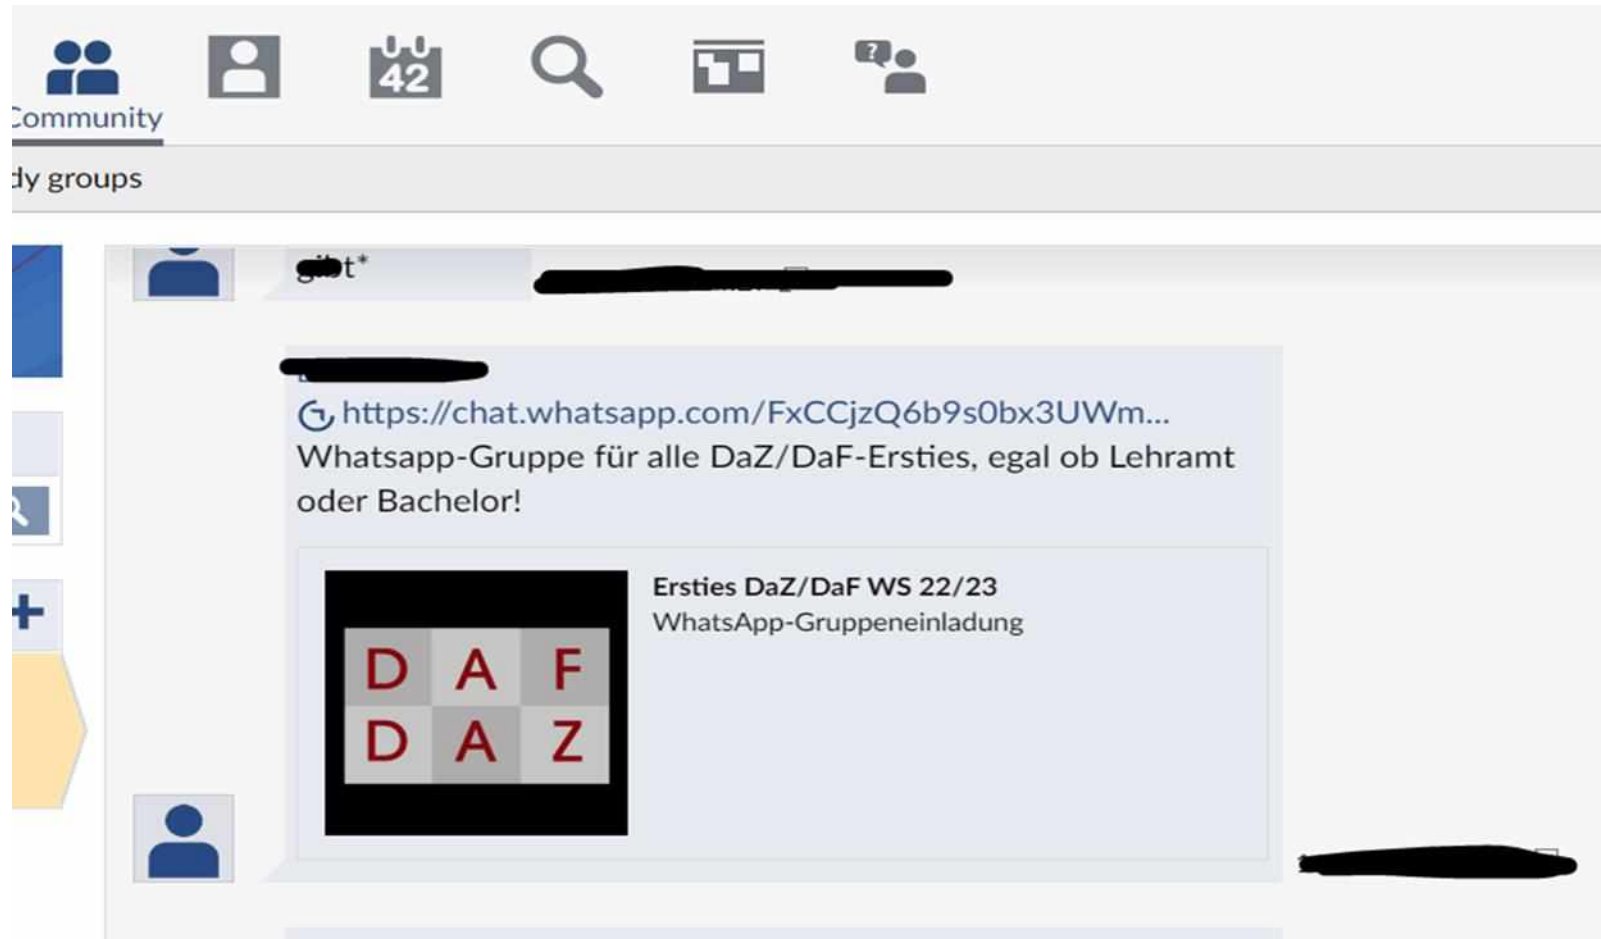 42
Community
dy groups
t*
https://chat.whatsapp.com/FxCCjzQ6b9s0bx3UWm...
Whatsapp-Gruppe für alle DaZ/DaF-Ersties, egal ob Lehramt
oder Bachelor!
Ersties DaZ/DaF WS 22/23
WhatsApp-Gruppeneinladung
D A F
D A Z